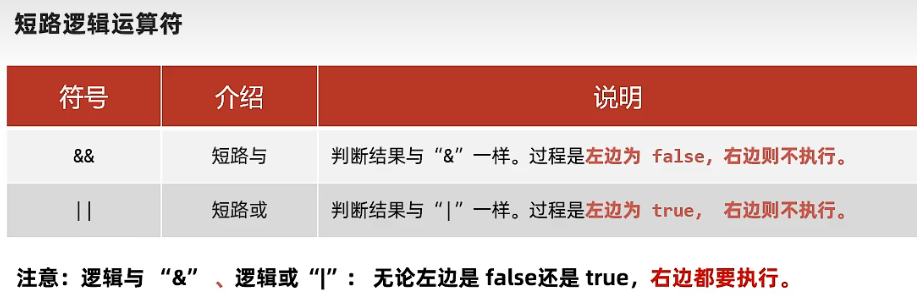 短路逻辑运算符
符号 介绍 说明
&& 短路与 判断结果与“&”一样。过程是左边为 false，右边则不执行。
|| 短路或 判断结果与“|”一样。过程是左边为 true， 右边则不执行。
注意：逻辑与 “&” 、逻辑或“|”： 无论左边是 false还是 true，右边都要执行。